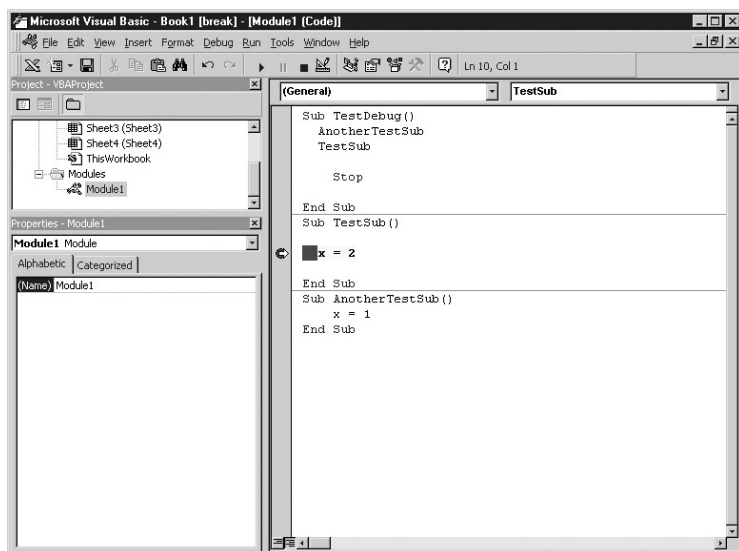 Microsoft Visual Basic - Book1 [break] - [Module1 (Code)]
File Edit View Insert Format Debug Run Tools Window Help
Ln 10, Col 1
Project - VBAProject
Sheet3 (Sheet3)
Sheet4 (Sheet4)
ThisWorkbook
Modules
Module1
Properties - Module1
Module1 Module
Alphabetic Categorized
(Name) Module1
(General) TestSub
Sub TestDebug()
AnotherTestSub
TestSub
Stop
End Sub
Sub TestSub()
x = 2
End Sub
Sub AnotherTestSub()
x = 1
End Sub